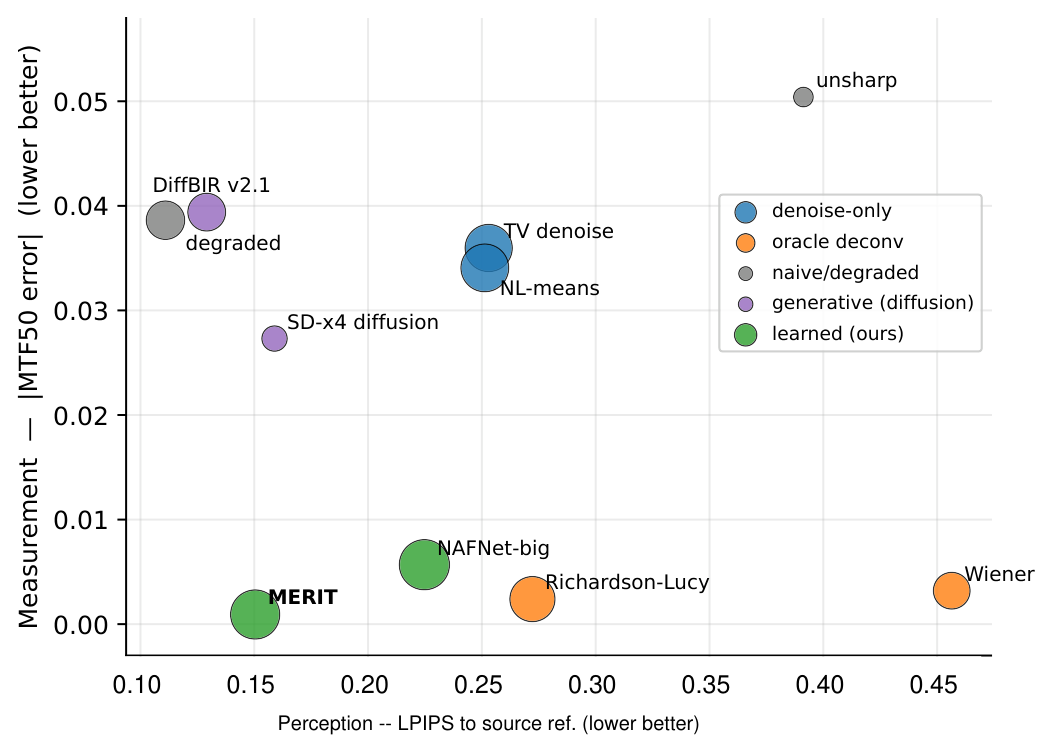 unsharp
0.05
DiffBIR v2.1
0.04
degraded
TV denoise
NL-means
denoise-only
oracle deconv
naive/degraded
generative (diffusion)
learned (ours)
0.03
SD-x4 diffusion
0.02
0.01
NAFNet-big
Richardson-Lucy
Wiener
MERIT
0.00
Measurement — |MTF50 error| (lower better)
0.10 0.15 0.20 0.25 0.30 0.35 0.40 0.45
Perception -- LPIPS to source ref. (lower better)